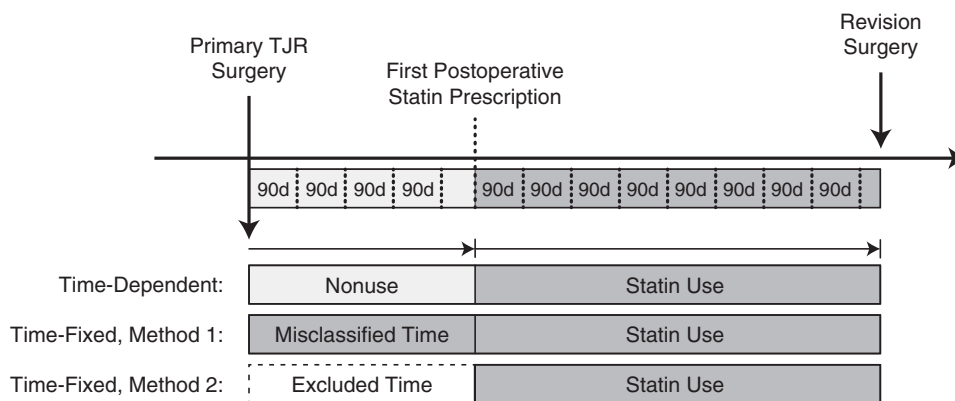 Primary TJR
Surgery
First Postoperative
Statin Prescription
Revision
Surgery
90d 90d 90d 90d 90d 90d 90d 90d 90d 90d 90d 90d
Time-Dependent: Nonuse Statin Use
Time-Fixed, Method 1: Misclassified Time Statin Use
Time-Fixed, Method 2: Excluded Time Statin Use